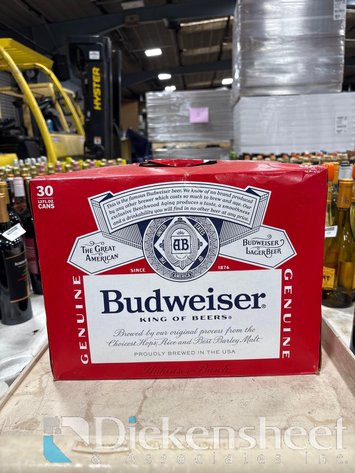 HYSTER
30
12FL OZ
CANS
This is the famous Budweiser beer. We know of no brand produced
by any other brewer which costs so much to brew and age. Our
exclusive Beechwood Aging produces a taste, a smoothness
and a drinkability you will find in no other beer at any price.
THE GREAT
AMERICAN
AB
BUDWEISER
LAGER BEER
SINCE
1876
AMERICA
GENUINE
Budweiser®
KING OF BEERS®
Brewed by our original process from the
Choicest Hops, Rice and Best Barley Malt
PROUDLY BREWED IN THE USA
GENUINE
Anheuser-Busch
Dickensheet
& Associates Inc.